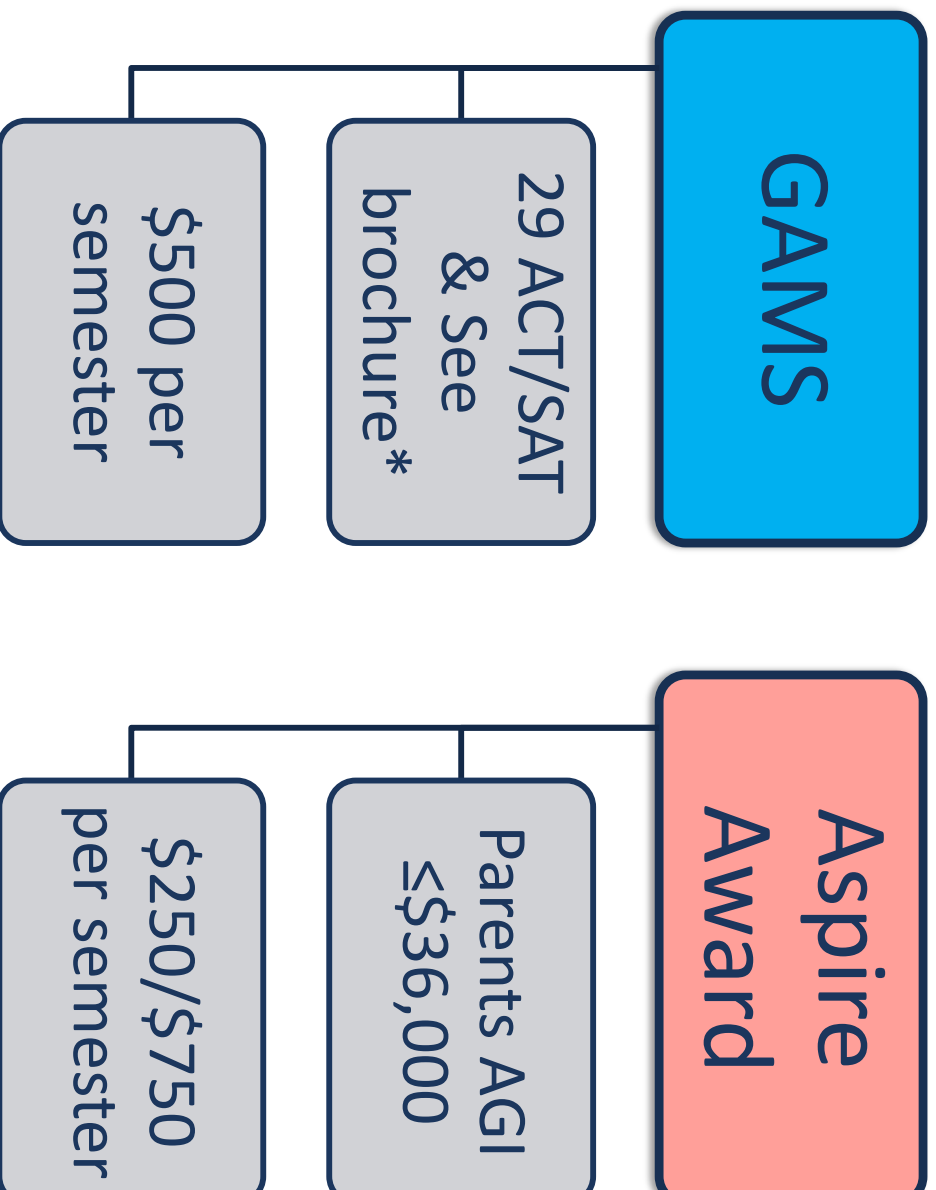 GAMS
29 ACT/SAT
& See
brochure*
$500 per
semester
Aspire
Award
Parents AGI
≤$36,000
$250/$750
per semester